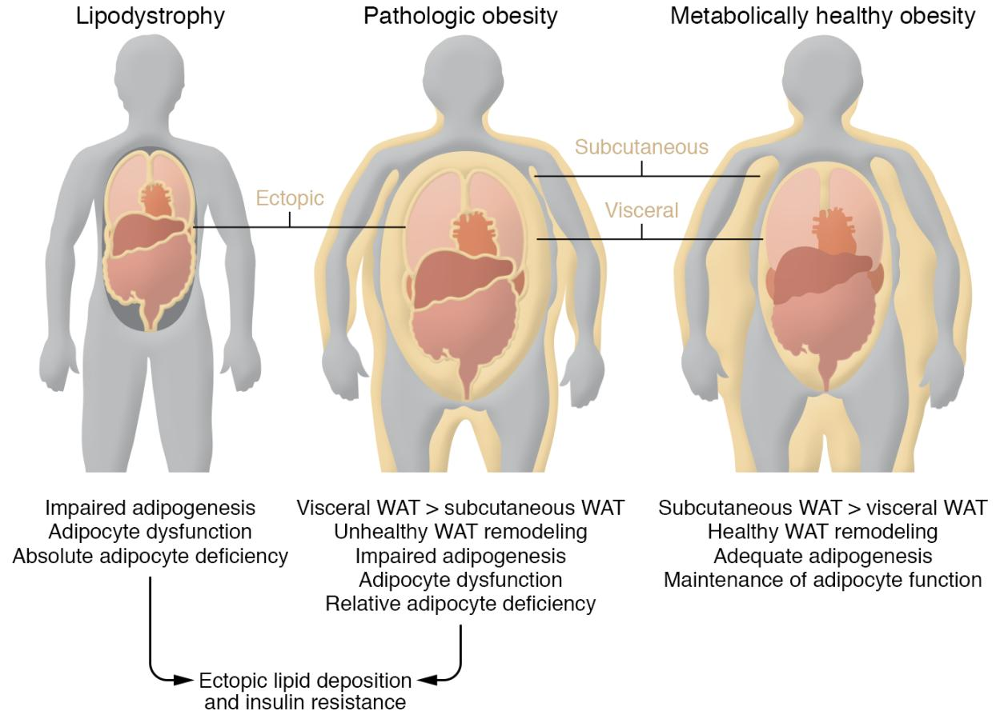 Lipodystrophy
Pathologic obesity
Metabolically healthy obesity
Subcutaneous
Ectopic
Visceral
Impaired adipogenesis
Adipocyte dysfunction
Absolute adipocyte deficiency
Visceral WAT > subcutaneous WAT
Unhealthy WAT remodeling
Impaired adipogenesis
Adipocyte dysfunction
Relative adipocyte deficiency
Subcutaneous WAT > visceral WAT
Healthy WAT remodeling
Adequate adipogenesis
Maintenance of adipocyte function
Ectopic lipid deposition
and insulin resistance